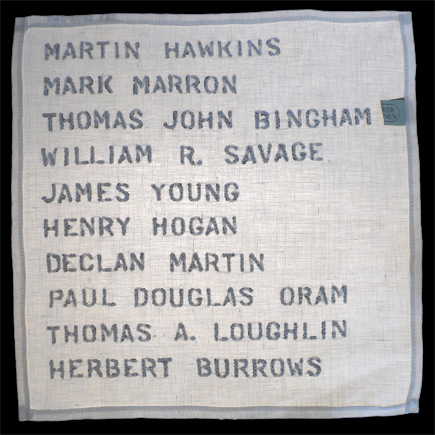 MARTIN HAWKINS
MARK MARRON
THOMAS JOHN BINGHAM
WILLIAM R. SAVAGE
JAMES YOUNG
HENRY HOGAN
DECLAN MARTIN
PAUL DOUGLAS ORAM
THOMAS A. LOUGHLIN
HERBERT BURROWS